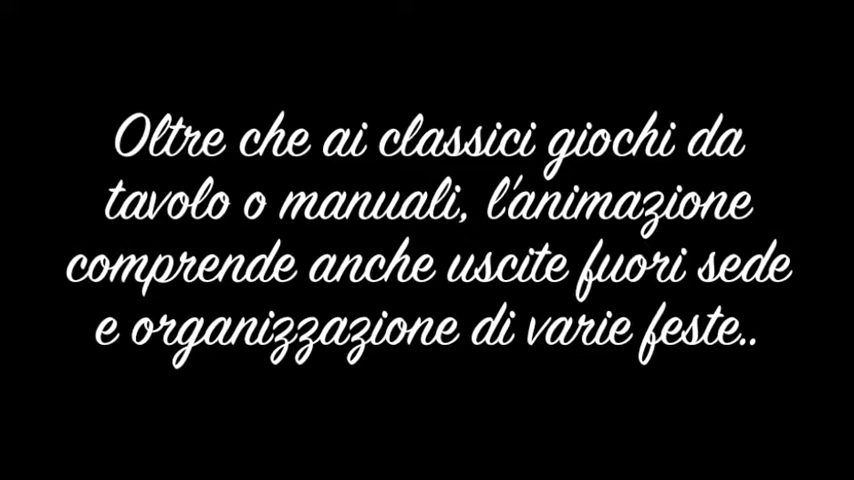 Oltre che ai classici giochi da
tavolo o manuali, l'animazione
comprende anche uscite fuori sede
e organizzazione di varie feste..